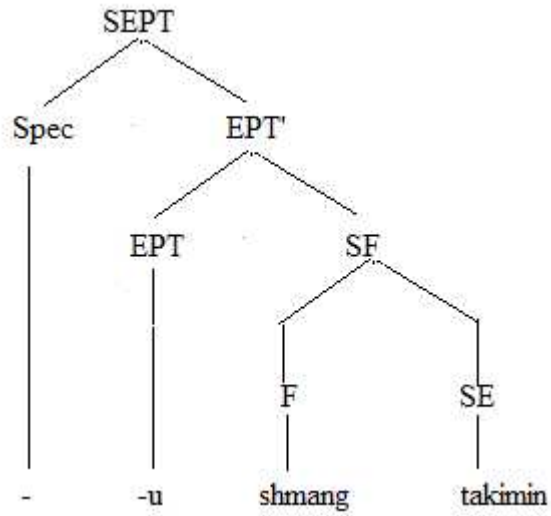 SEPT
Spec EPT'
EPT SF
F SE
- -u shmang takimin